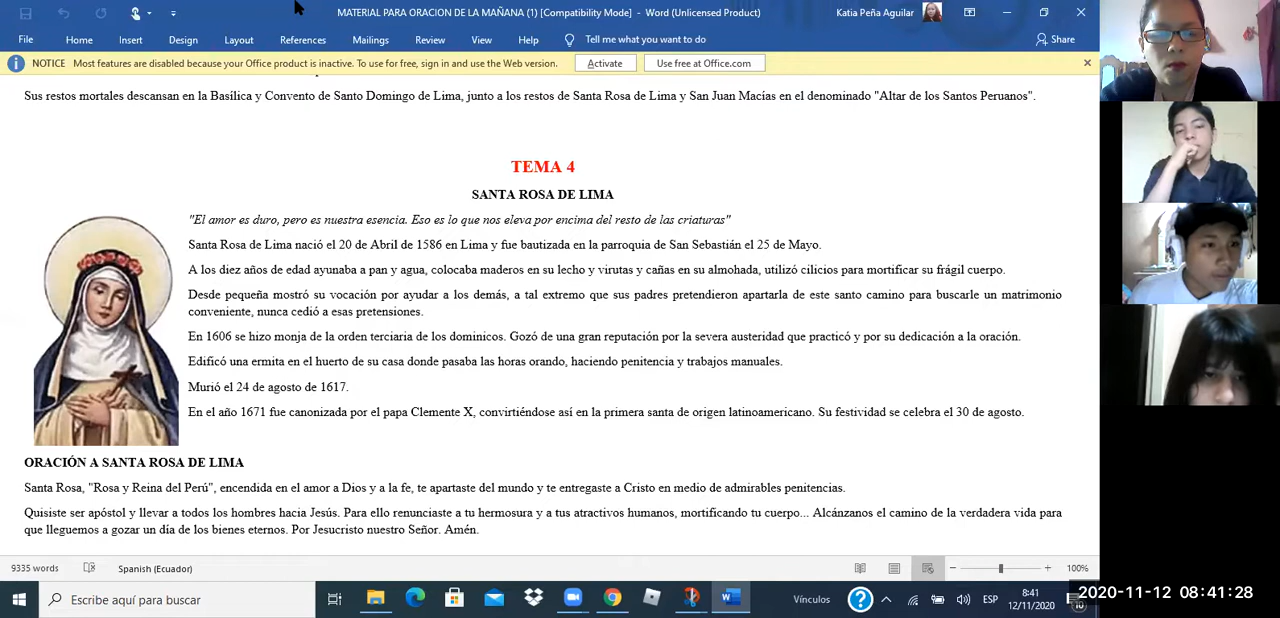 MATERIAL PARA ORACION DE LA MAÑANA (1) [Compatibility Mode] - Word (Unlicensed Product)
Katia Peña Aguilar
File Home Insert Design Layout References Mailings Review View Help Tell me what you want to do Share
NOTICE Most features are disabled because your Office product is inactive. To use for free, sign in and use the Web version. Activate Use free at Office.com
Sus restos mortales descansan en la Basílica y Convento de Santo Domingo de Lima, junto a los restos de Santa Rosa de Lima y San Juan Macías en el denominado "Altar de los Santos Peruanos".
TEMA 4
SANTA ROSA DE LIMA
"El amor es duro, pero es nuestra esencia. Eso es lo que nos eleva por encima del resto de las criaturas"
Santa Rosa de Lima nació el 20 de Abril de 1586 en Lima y fue bautizada en la parroquia de San Sebastián el 25 de Mayo.
A los diez años de edad ayunaba a pan y agua, colocaba maderos en su lecho y virutas y cañas en su almohada, utilizó cilicios para mortificar su frágil cuerpo.
Desde pequeña mostró su vocación por ayudar a los demás, a tal extremo que sus padres pretendieron apartarla de este santo camino para buscarle un matrimonio
conveniente, nunca cedió a esas pretensiones.
En 1606 se hizo monja de la orden terciaria de los dominicos. Gozó de una gran reputación por la severa austeridad que practicó y por su dedicación a la oración.
Edificó una ermita en el huerto de su casa donde pasaba las horas orando, haciendo penitencia y trabajos manuales.
Murió el 24 de agosto de 1617.
En el año 1671 fue canonizada por el papa Clemente X, convirtiéndose así en la primera santa de origen latinoamericano. Su festividad se celebra el 30 de agosto.
ORACIÓN A SANTA ROSA DE LIMA
Santa Rosa, "Rosa y Reina del Perú", encendida en el amor a Dios y a la fe, te apartaste del mundo y te entregaste a Cristo en medio de admirables penitencias.
Quisiste ser apóstol y llevar a todos los hombres hacia Jesús. Para ello renunciaste a tu hermosura y a tus atractivos humanos, mortificando tu cuerpo... Alcánzanos el camino de la verdadera vida para
que lleguemos a gozar un día de los bienes eternos. Por Jesucristo nuestro Señor. Amén.
9335 words Spanish (Ecuador) 100%
Escribe aquí para buscar
Vínculos
ESP
8:41
12/11/2020
2020-11-12 08:41:28